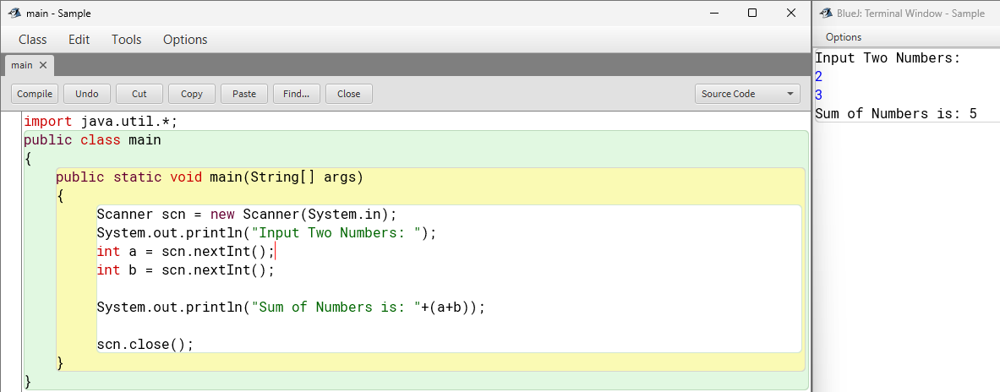 main - Sample
Class Edit Tools Options
main
Compile Undo Cut Copy Paste Find... Close Source Code
import java.util.*;
public class main
{
    public static void main(String[] args)
    {
         Scanner scn = new Scanner(System.in);
         System.out.println("Input Two Numbers: ");
         int a = scn.nextInt();
         int b = scn.nextInt();

         System.out.println("Sum of Numbers is: "+(a+b));

         scn.close();
    }
}
BlueJ: Terminal Window - Sample
Options
Input Two Numbers:
2
3
Sum of Numbers is: 5